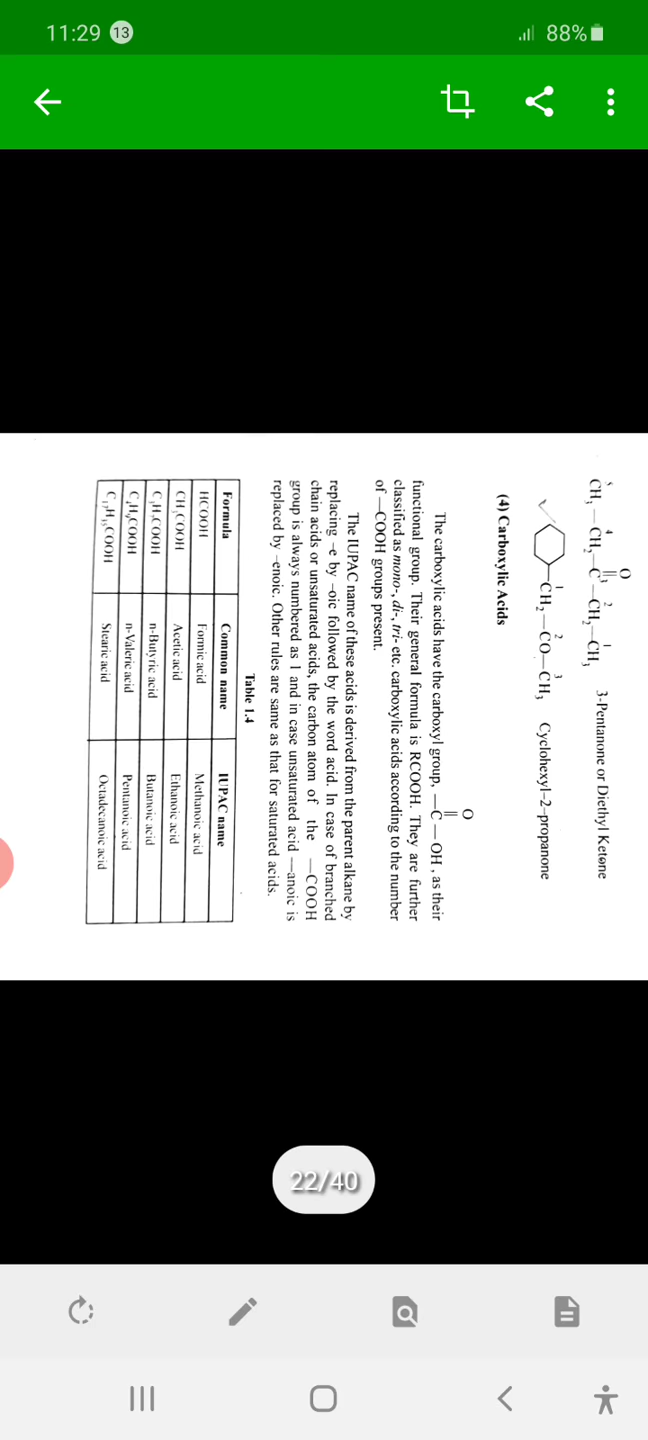 11:29 13 88%
O
5 4 3 2 1
CH₃ — CH₂ — C — CH₂ — CH₃ 3-Pentanone or Diethyl Ketone
1 2 3
CH₂ — CO — CH₃ Cyclohexyl–2–propanone
(4) Carboxylic Acids
O
The carboxylic acids have the carboxyl group, — C — OH , as their
functional group. Their general formula is RCOOH. They are further
classified as mono-, di-, tri- etc. carboxylic acids according to the number
of —COOH groups present.
The IUPAC name of these acids is derived from the parent alkane by
replacing –e by –oic followed by the word acid. In case of branched
chain acids or unsaturated acids, the carbon atom of the —COOH
group is always numbered as 1 and in case unsaturated acid —anoic is
replaced by –enoic. Other rules are same as that for saturated acids.
Table 1.4
Formula Common name IUPAC name
HCOOH Formic acid Methanoic acid
CH₃COOH Acetic acid Ethanoic acid
C₃H₇COOH n-Butyric acid Butanoic acid
C₄H₉COOH n-Valeric acid Pentanoic acid
C₁₇H₃₅COOH Stearic acid Octadecanoic acid
22/40